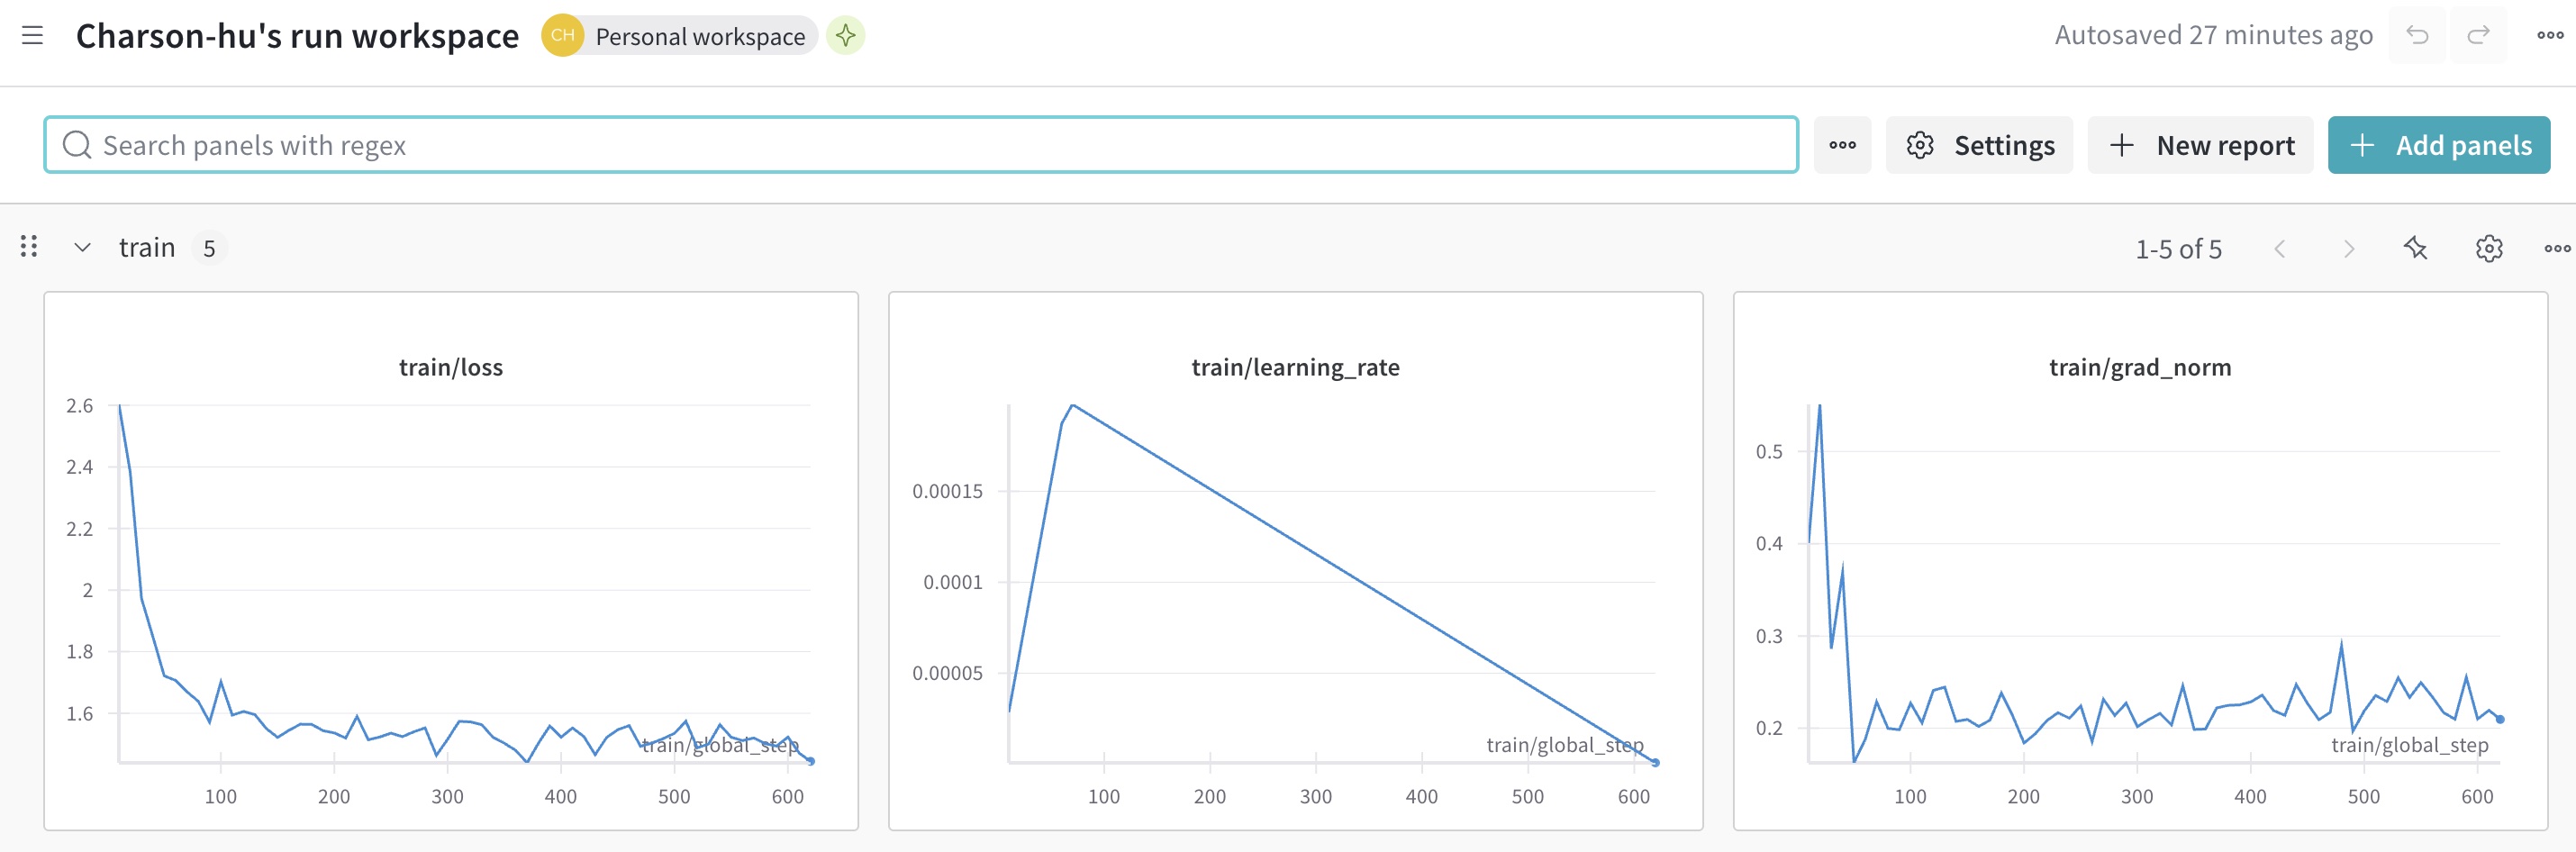 Charson-hu's run workspace
CH
Personal workspace
Autosaved 27 minutes ago
Search panels with regex
Settings
New report
Add panels
train 5
1-5 of 5
train/loss
2.6
2.4
2.2
2
1.8
1.6
train/global_step
100 200 300 400 500 600
train/learning_rate
0.00015
0.0001
0.00005
train/global_step
100 200 300 400 500 600
train/grad_norm
0.5
0.4
0.3
0.2
train/global_step
100 200 300 400 500 600